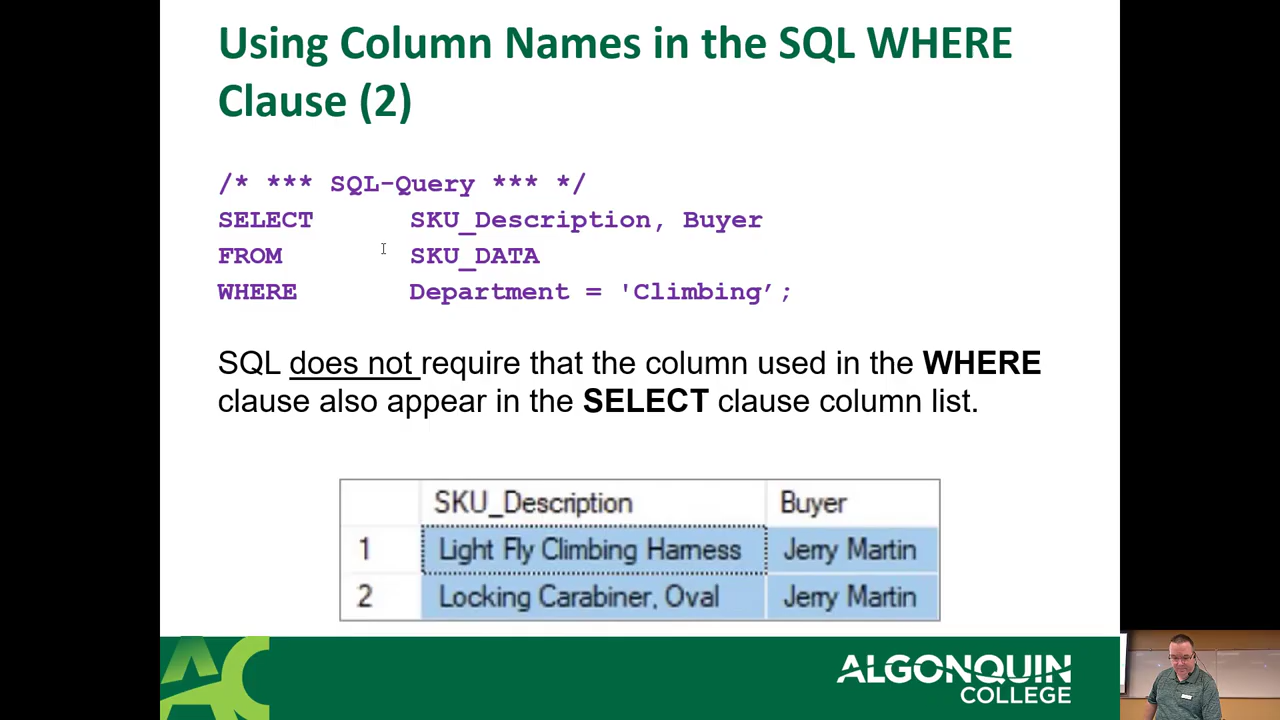 Using Column Names in the SQL WHERE
Clause (2)
/* *** SQL-Query *** */
SELECT SKU_Description, Buyer
FROM SKU_DATA
WHERE Department = 'Climbing’;
SQL does not require that the column used in the WHERE
clause also appear in the SELECT clause column list.
SKU_Description Buyer
1 Light Fly Climbing Harness Jerry Martin
2 Locking Carabiner, Oval Jerry Martin
AC
ALGONQUIN
COLLEGE